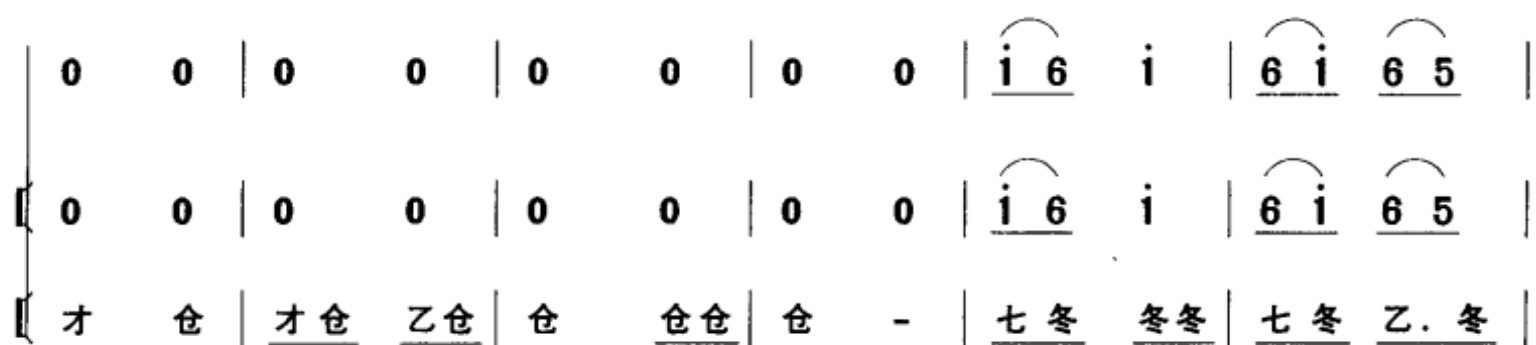 0 0 | 0 0 | 0 0 | 0 0 | i 6 i | 6 i 6 5 |
0 0 | 0 0 | 0 0 | 0 0 | i 6 i | 6 i 6 5 |
才 仓 | 才仓 乙仓 | 仓 仓仓 | 仓 - | 七冬 冬冬 | 七冬 乙. 冬 |